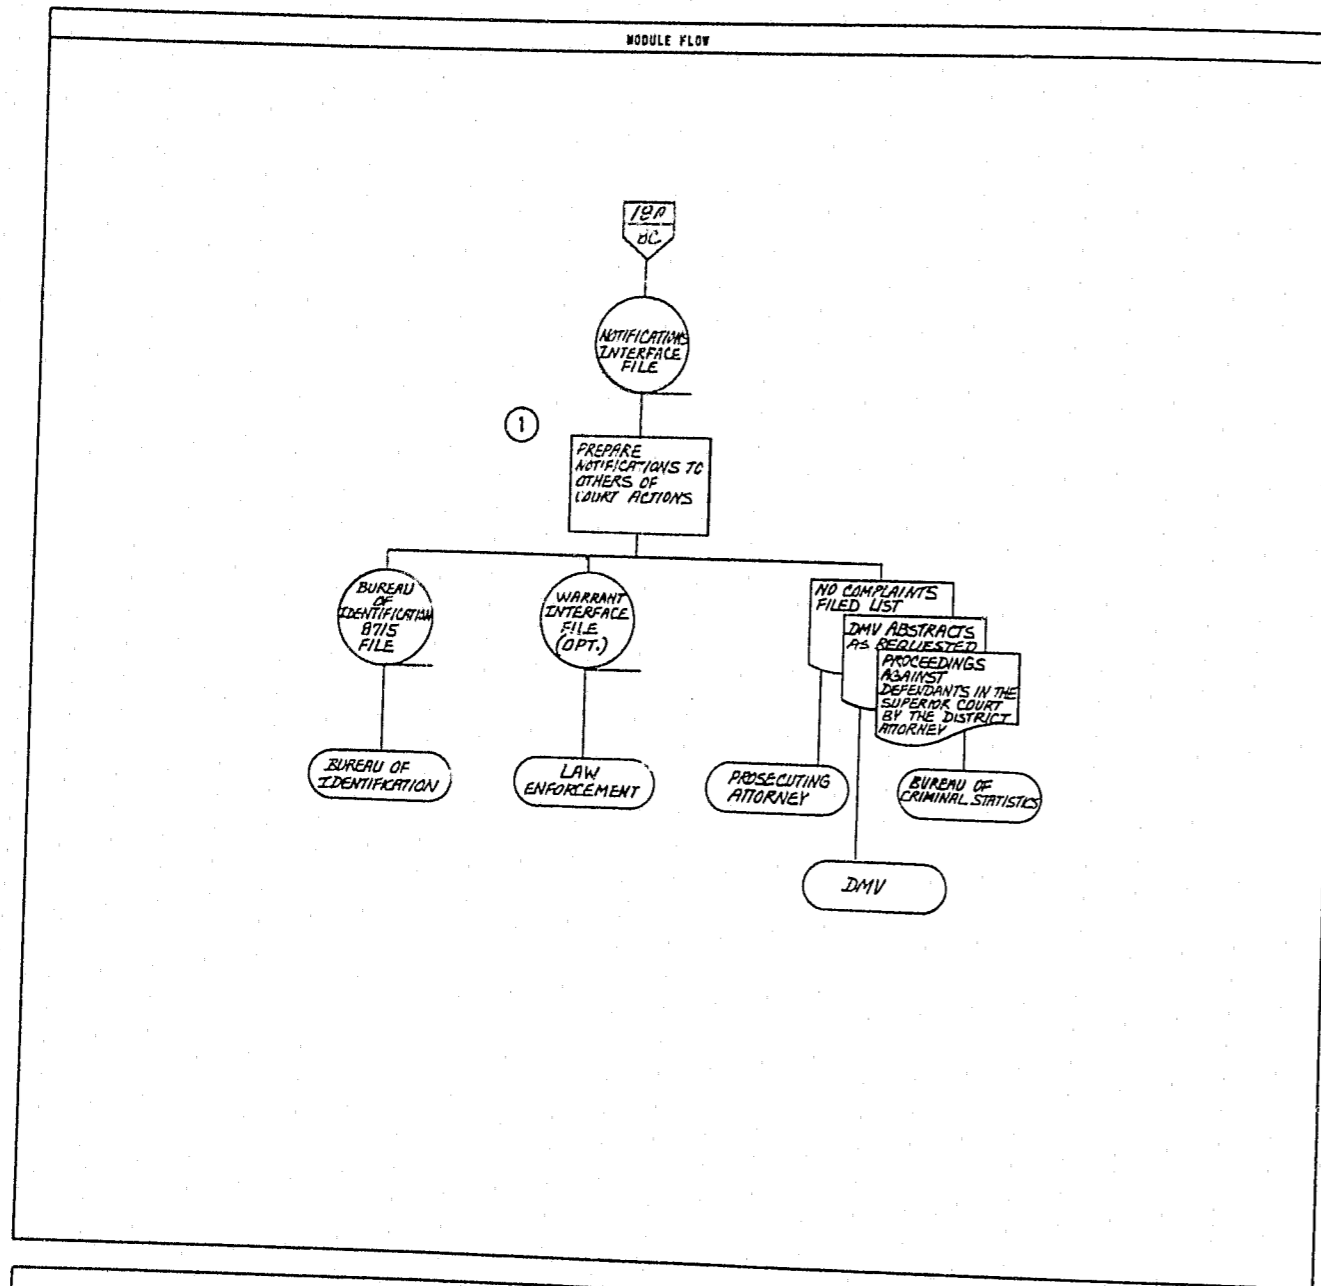 MODULE FLOW
NOTIFICATIONS
INTERFACE
FILE
1
PREPARE
NOTIFICATIONS TO
OTHERS OF
COURT ACTIONS
BUREAU
OF
IDENTIFICATION
8715
FILE
WARRANT
INTERFACE
FILE
(OPT.)
NO COMPLAINTS
FILED LIST
DMV ABSTRACTS
AS REQUESTED
PROCEEDINGS
AGAINST
DEFENDANTS IN THE
SUPERIOR COURT
BY THE DISTRICT
ATTORNEY
BUREAU OF
IDENTIFICATION
LAW
ENFORCEMENT
PROSECUTING
ATTORNEY
BUREAU OF
CRIMINAL STATISTICS
DMV